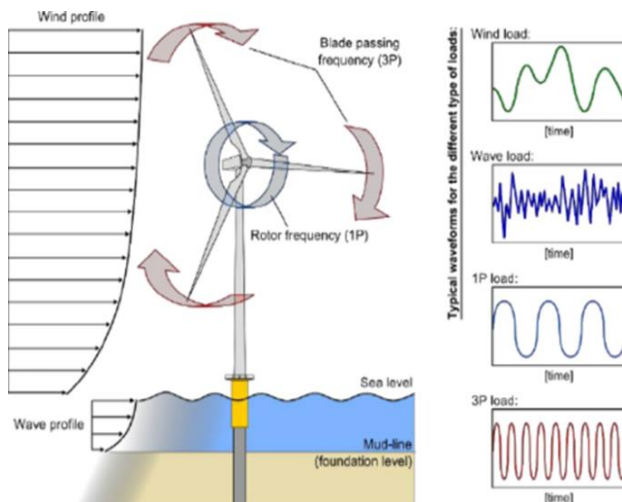 Wind profile
Blade passing
frequency (3P)
Rotor frequency (1P)
Sea level
Wave profile
Mud-line
(foundation level)
Typical waveforms for the different type of loads:
Wind load:
[time]
Wave load:
[time]
1P load:
[time]
3P load:
[time]